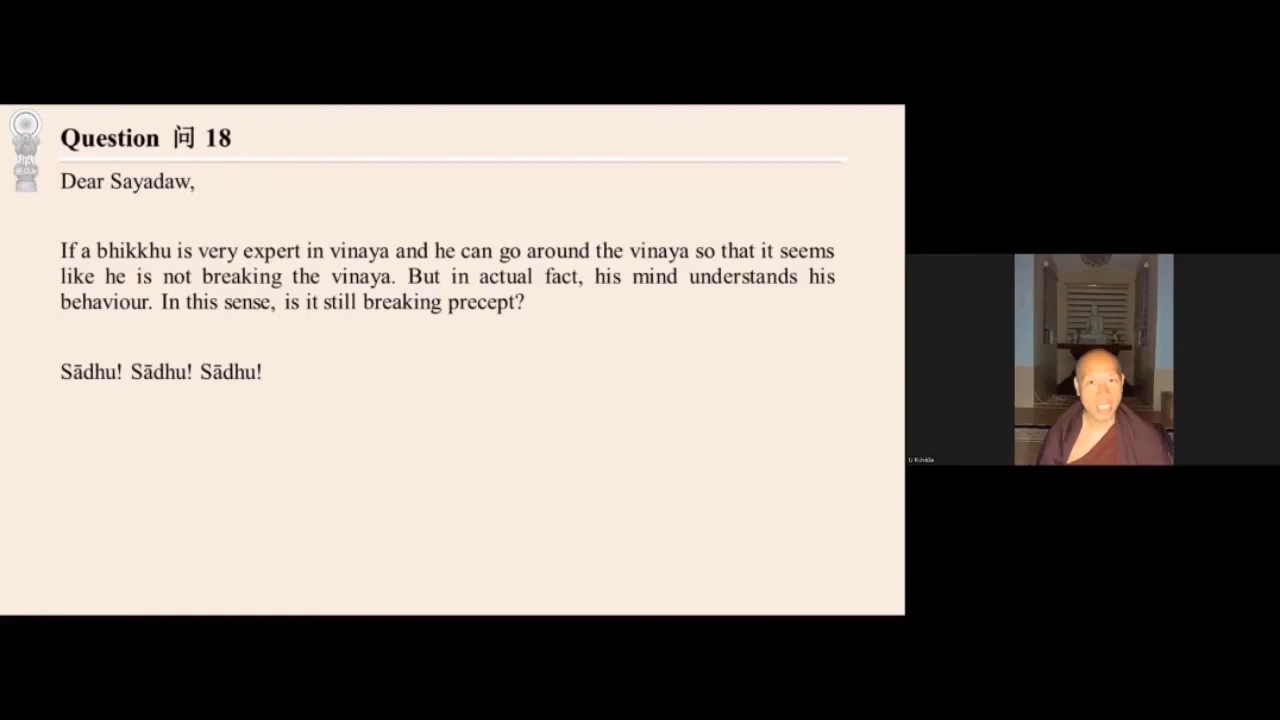 Question 问 18
Dear Sayadaw,
If a bhikkhu is very expert in vinaya and he can go around the vinaya so that it seems
like he is not breaking the vinaya. But in actual fact, his mind understands his
behaviour. In this sense, is it still breaking precept?
Sādhu! Sādhu! Sādhu!
U Kovida